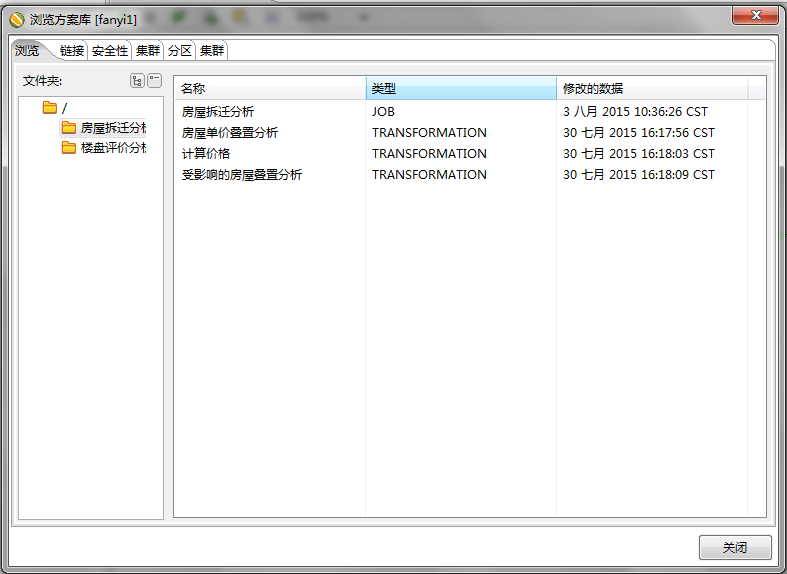 浏览方案库 [fanyi1]
浏览 链接 安全性 集群 分区 集群
文件夹:
/
房屋拆迁分析
楼盘评价分析
名称 类型 修改的数据
房屋拆迁分析 JOB 3 八月 2015 10:36:26 CST
房屋单价叠置分析 TRANSFORMATION 30 七月 2015 16:17:56 CST
计算价格 TRANSFORMATION 30 七月 2015 16:18:03 CST
受影响的房屋叠置分析 TRANSFORMATION 30 七月 2015 16:18:09 CST
关闭